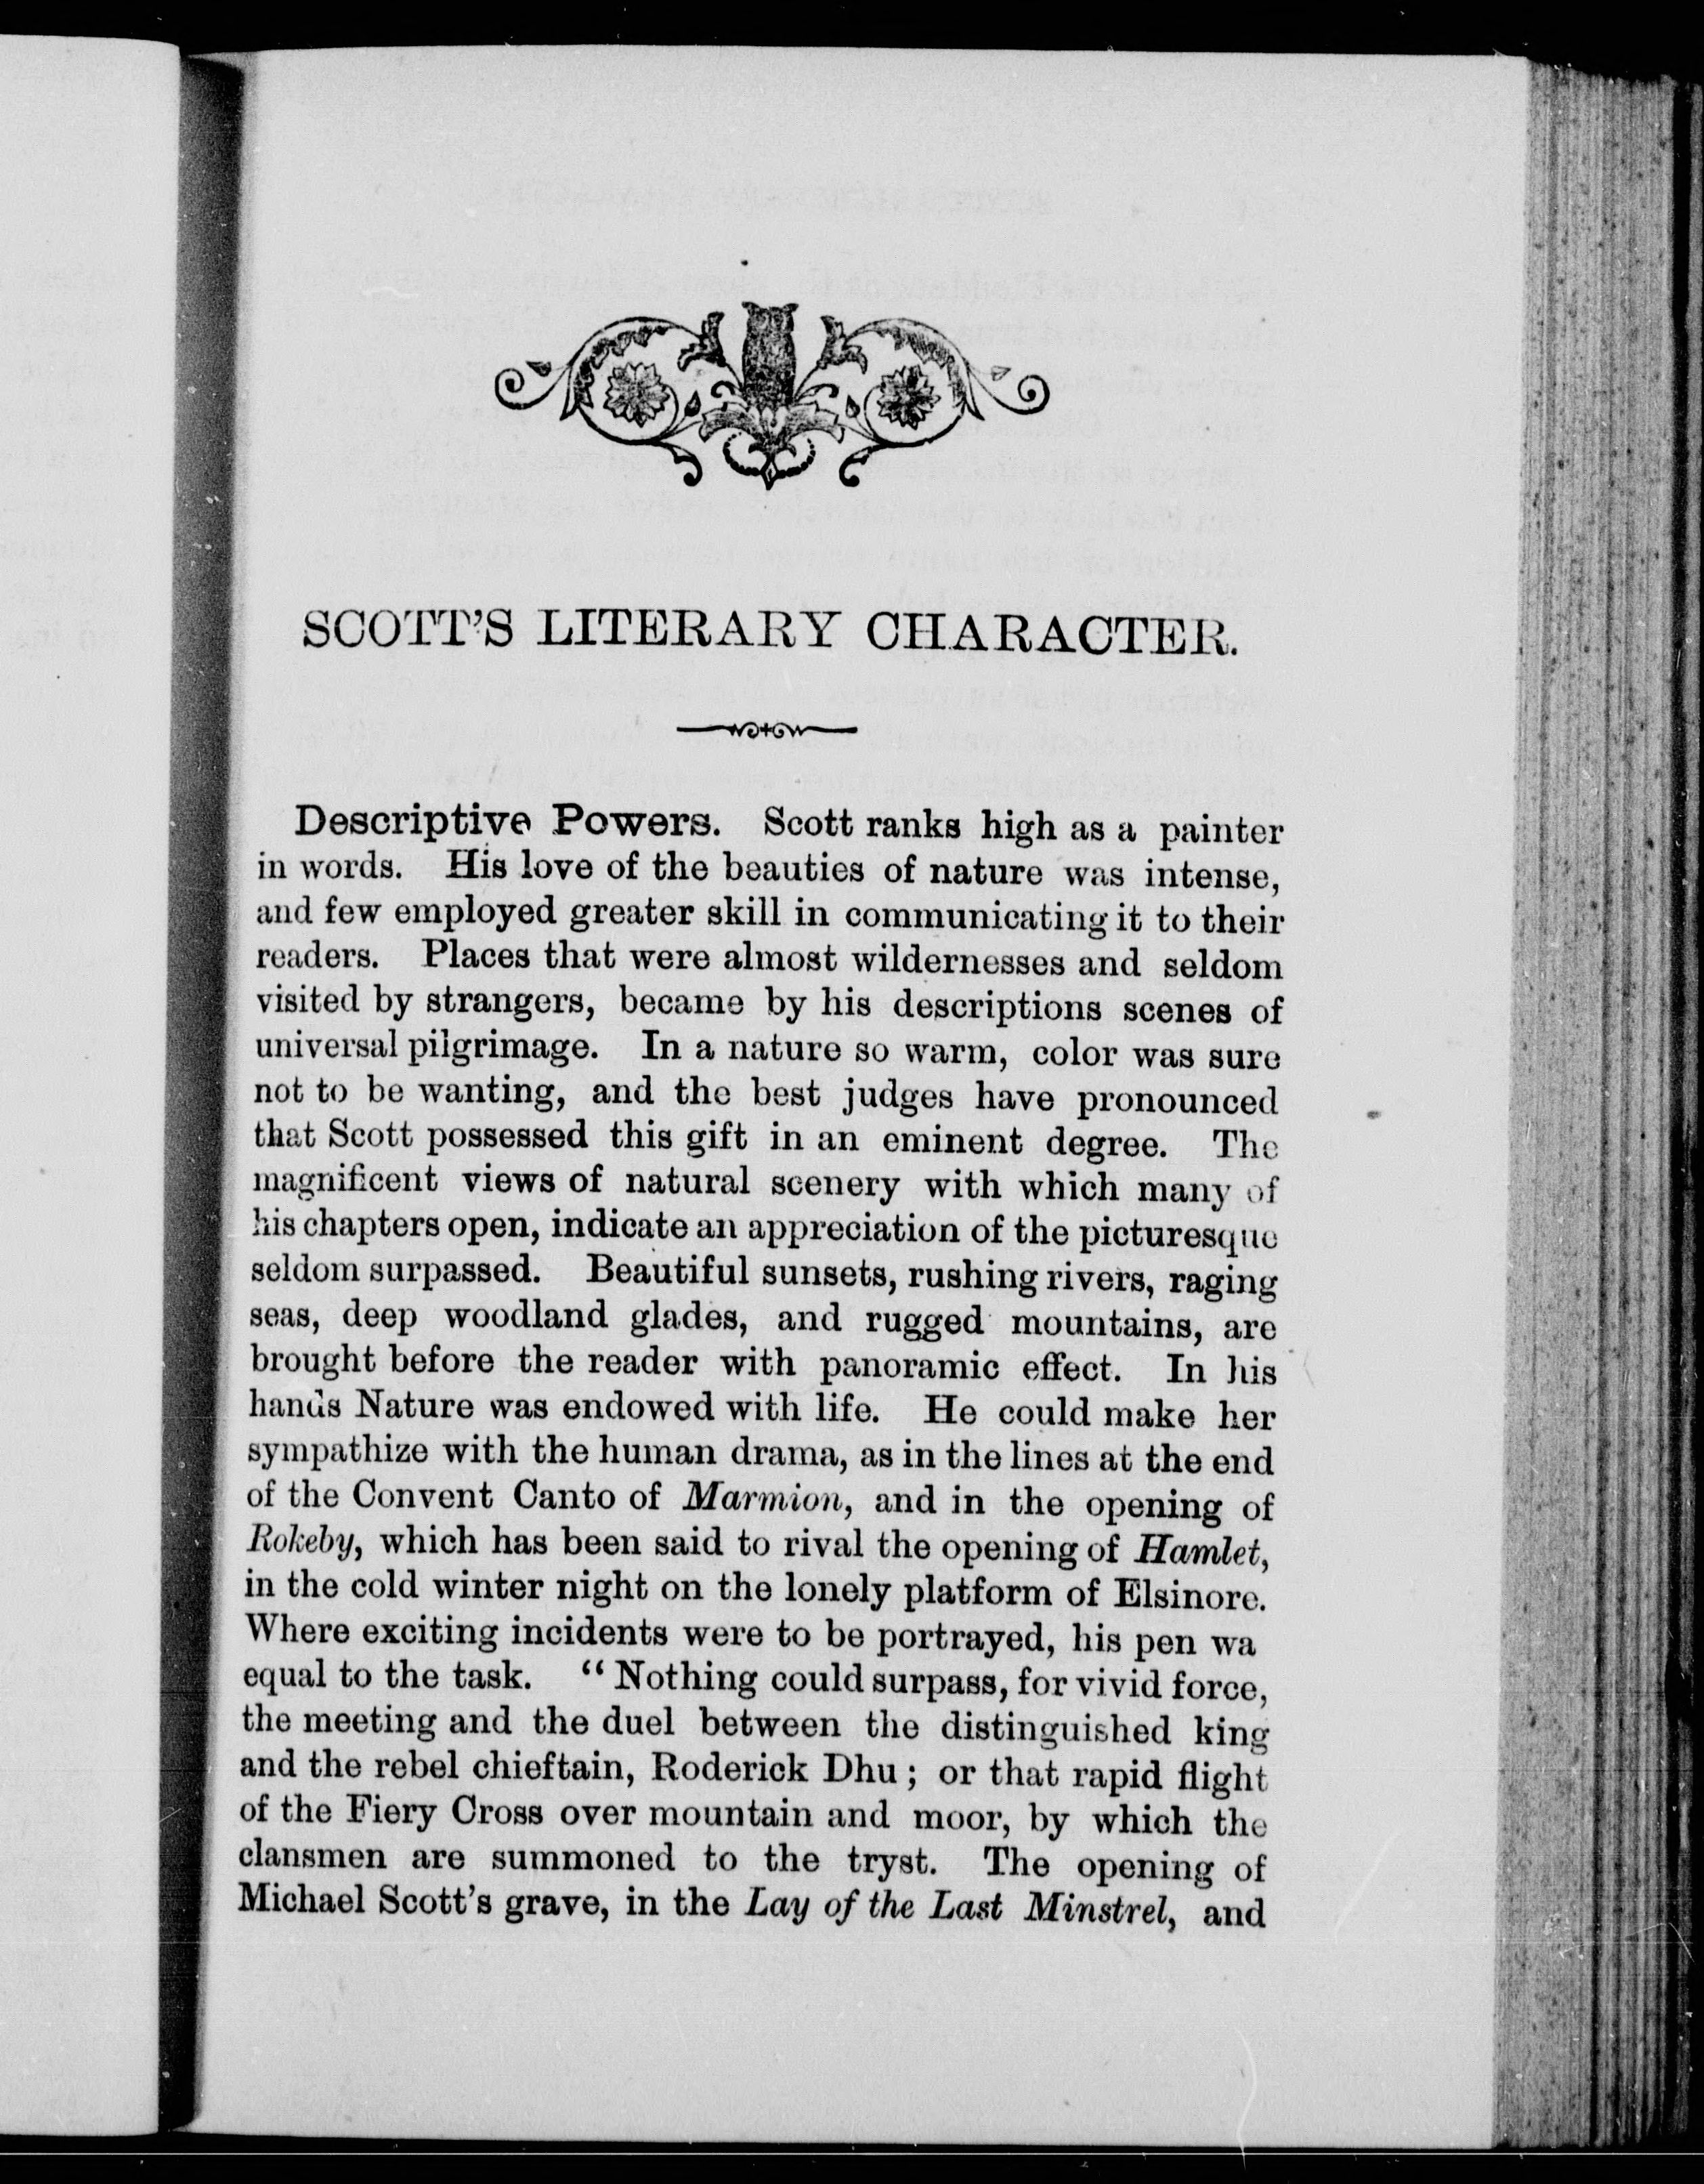 SCOTT'S LITERARY CHARACTER.
Descriptive Powers. Scott ranks high as a painter
in words. His love of the beauties of nature was intense,
and few employed greater skill in communicating it to their
readers. Places that were almost wildernesses and seldom
visited by strangers, became by his descriptions scenes of
universal pilgrimage. In a nature so warm, color was sure
not to be wanting, and the best judges have pronounced
that Scott possessed this gift in an eminent degree. The
magnificent views of natural scenery with which many of
his chapters open, indicate an appreciation of the picturesque
seldom surpassed. Beautiful sunsets, rushing rivers, raging
seas, deep woodland glades, and rugged mountains, are
brought before the reader with panoramic effect. In his
hands Nature was endowed with life. He could make her
sympathize with the human drama, as in the lines at the end
of the Convent Canto of Marmion, and in the opening of
Rokeby, which has been said to rival the opening of Hamlet,
in the cold winter night on the lonely platform of Elsinore.
Where exciting incidents were to be portrayed, his pen wa
equal to the task. “Nothing could surpass, for vivid force,
the meeting and the duel between the distinguished king
and the rebel chieftain, Roderick Dhu; or that rapid flight
of the Fiery Cross over mountain and moor, by which the
clansmen are summoned to the tryst. The opening of
Michael Scott's grave, in the Lay of the Last Minstrel, and